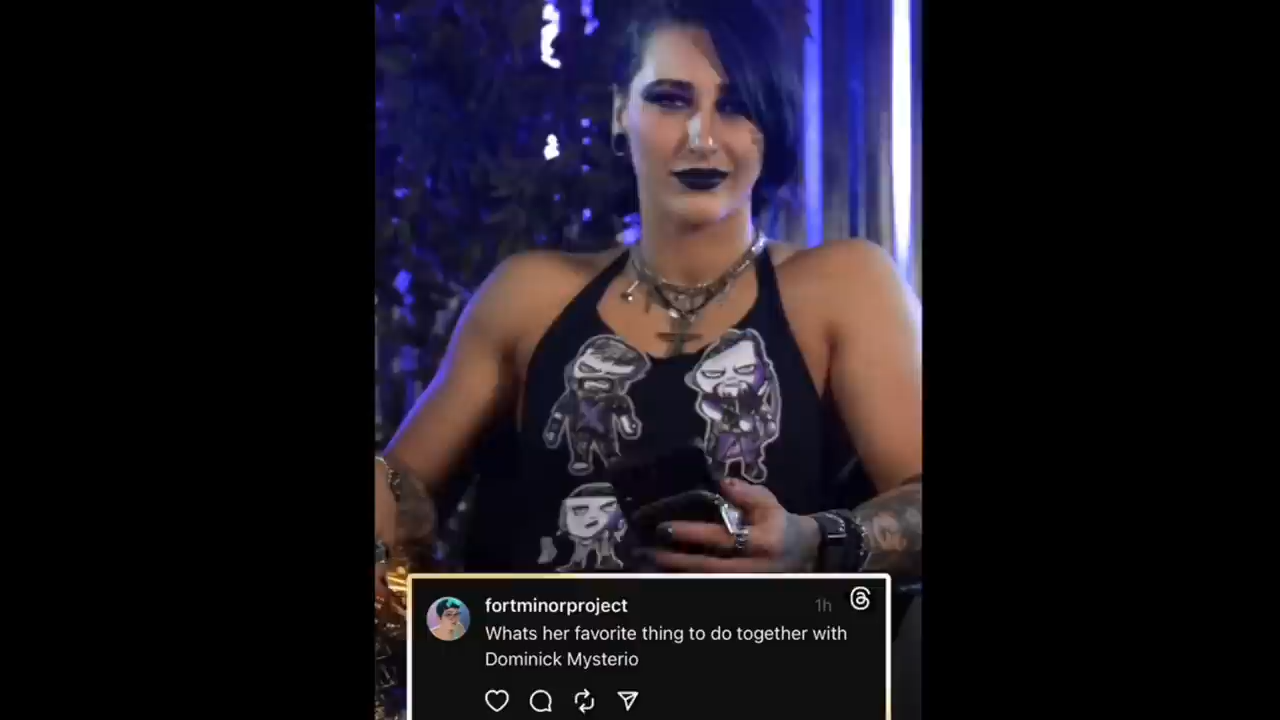 fortminorproject 1h
Whats her favorite thing to do together with
Dominick Mysterio